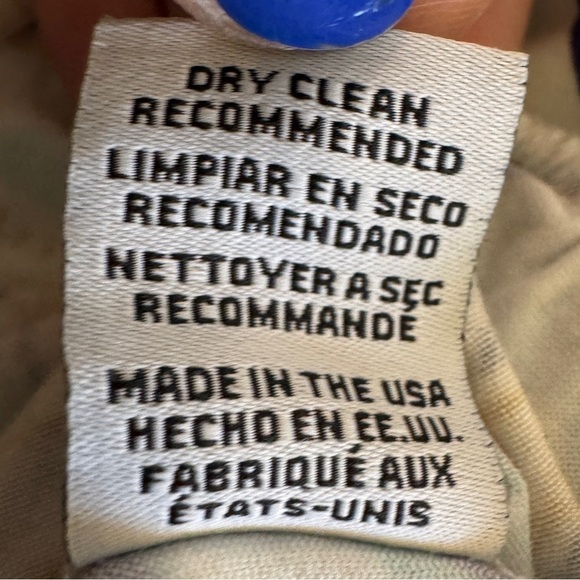 DRY CLEAN
RECOMMENDED
LIMPIAR EN SECO
RECOMENDADO
NETTOYER A SEC
RECOMMANDÉ
MADE IN THE USA
HECHO EN EE.UU.
FABRIQUÉ AUX
ÉTATS-UNIS